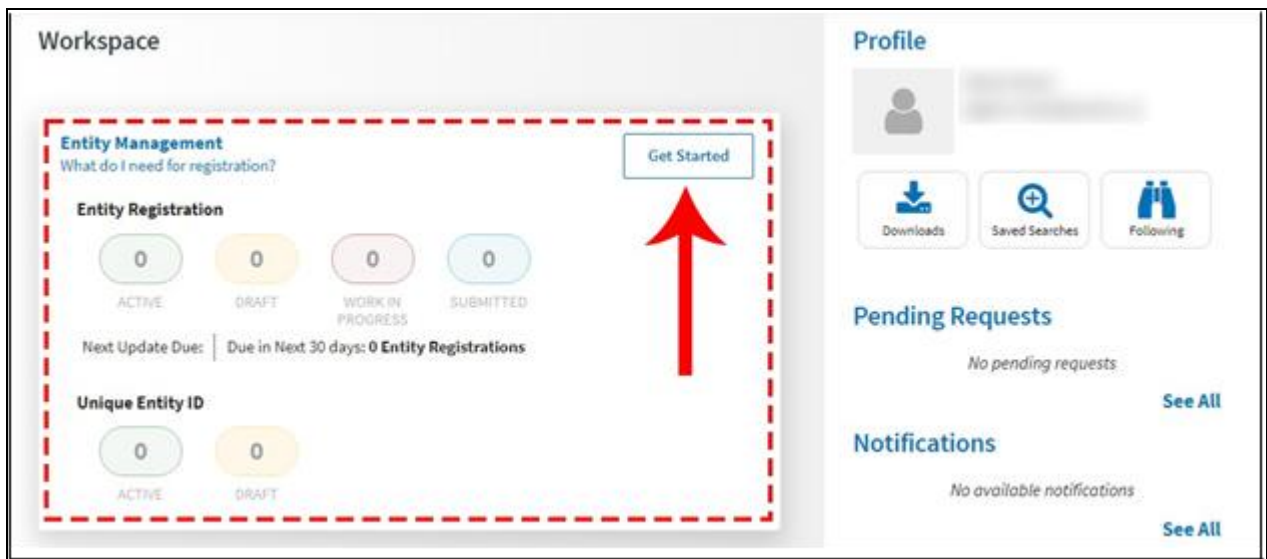 Workspace
Entity Management
What do I need for registration?
Get Started
Entity Registration
0 0 0 0
ACTIVE DRAFT WORK IN PROGRESS SUBMITTED
Next Update Due: Due in Next 30 days: 0 Entity Registrations
Unique Entity ID
0 0
ACTIVE DRAFT
Profile
Downloads Saved Searches Following
Pending Requests
No pending requests
See All
Notifications
No available notifications
See All